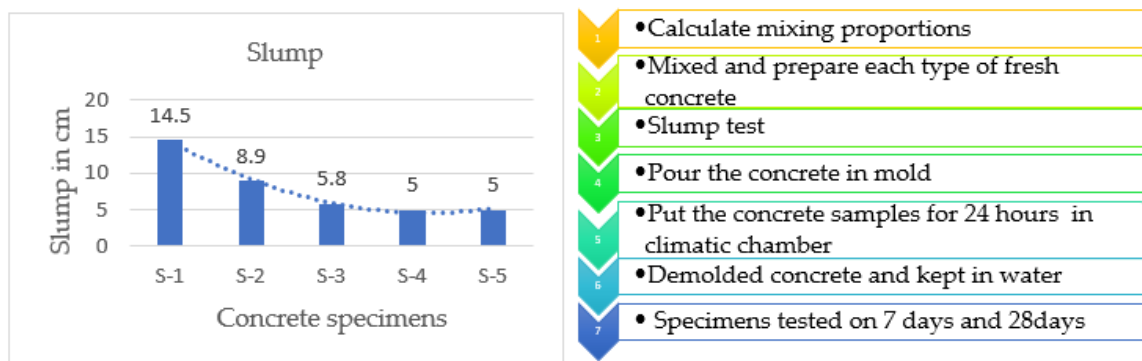 Slump
Slump in cm
20
15
10
5
0
14.5
8.9
5.8
5
5
S-1
S-2
S-3
S-4
S-5
Concrete specimens
1
•Calculate mixing proportions
2
•Mixed and prepare each type of fresh
concrete
3
•Slump test
4
•Pour the concrete in mold
5
•Put the concrete samples for 24 hours in
climatic chamber
6
•Demolded concrete and kept in water
7
• Specimens tested on 7 days and 28days